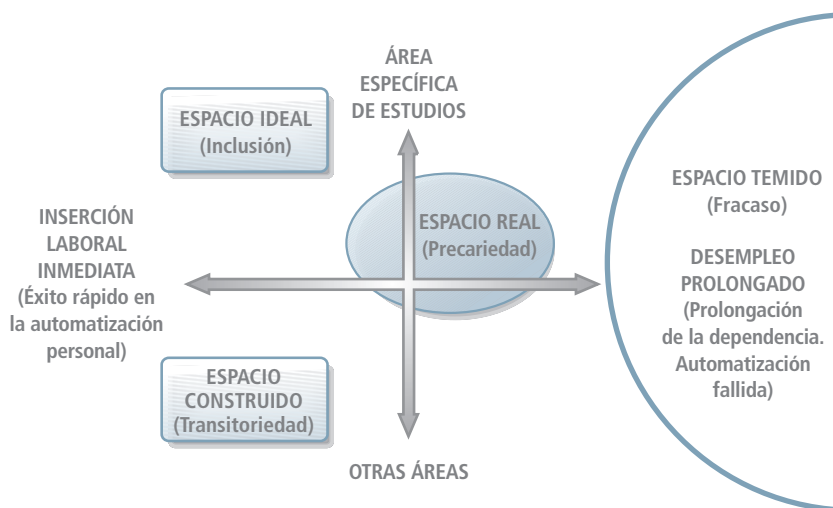 ÁREA
ESPECÍFICA
DE ESTUDIOS
ESPACIO IDEAL
(Inclusión)
ESPACIO REAL
(Precariedad)
INSERCIÓN
LABORAL
INMEDIATA
(Éxito rápido en
la automatización
personal)
ESPACIO TEMIDO
(Fracaso)
DESEMPLEO
PROLONGADO
(Prolongación
de la dependencia.
Automatización
fallida)
ESPACIO
CONSTRUIDO
(Transitoriedad)
OTRAS ÁREAS